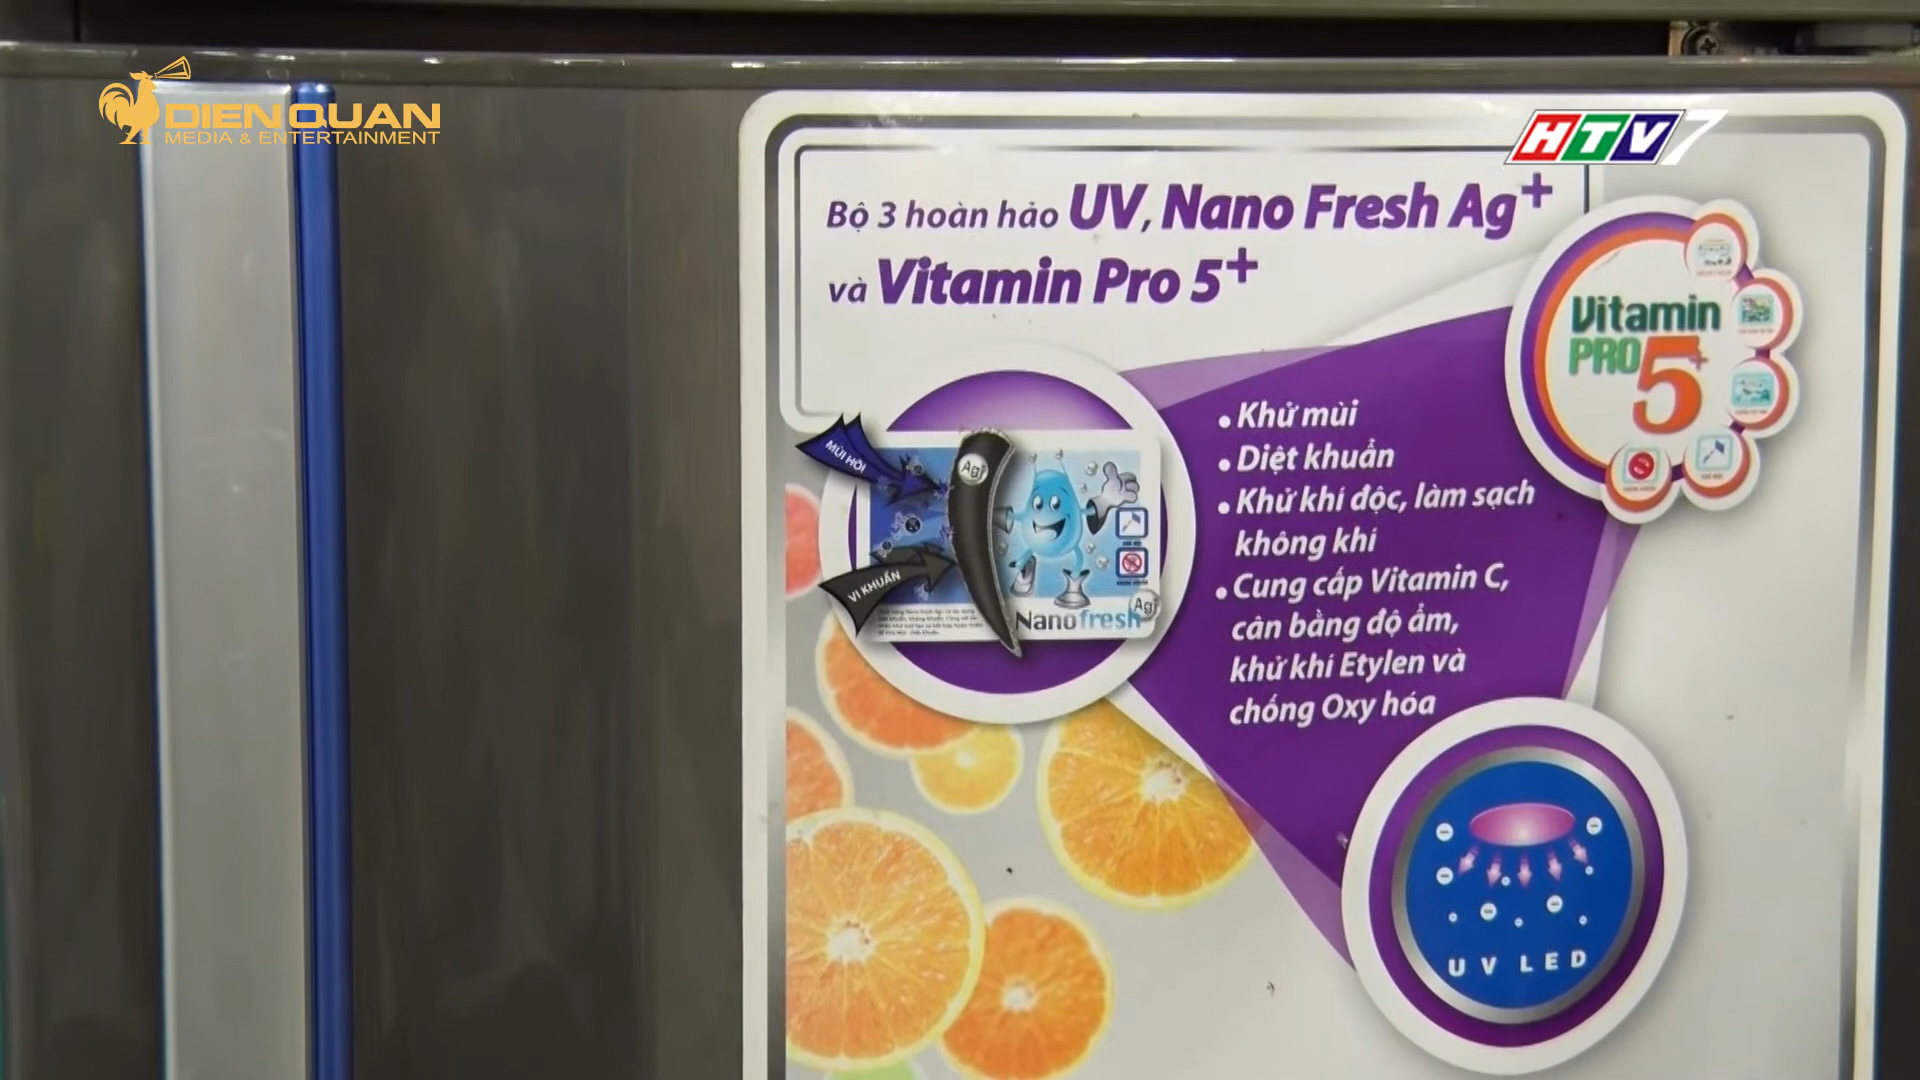 DIEN QUAN
MEDIA & ENTERTAINMENT
HTV7
Bộ 3 hoàn hảo UV, Nano Fresh Ag+
và Vitamin Pro 5+
Vitamin
PRO 5+
• Khử mùi
• Diệt khuẩn
• Khử khí độc, làm sạch
không khí
• Cung cấp Vitamin C,
cân bằng độ ẩm,
khử khí Etylen và
chống Oxy hóa
MÙI HÔI
Ag+
VI KHUẨN
Nanofresh Ag+
UV LED